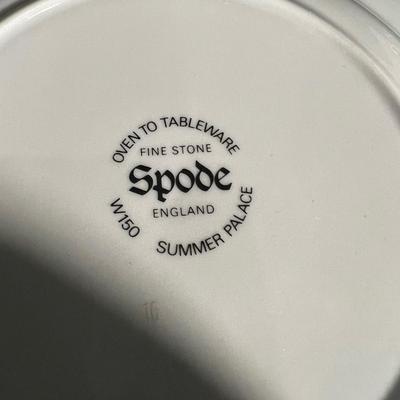 OVEN TO TABLEWARE
FINE STONE
Spode
ENGLAND
W150
SUMMER PALACE